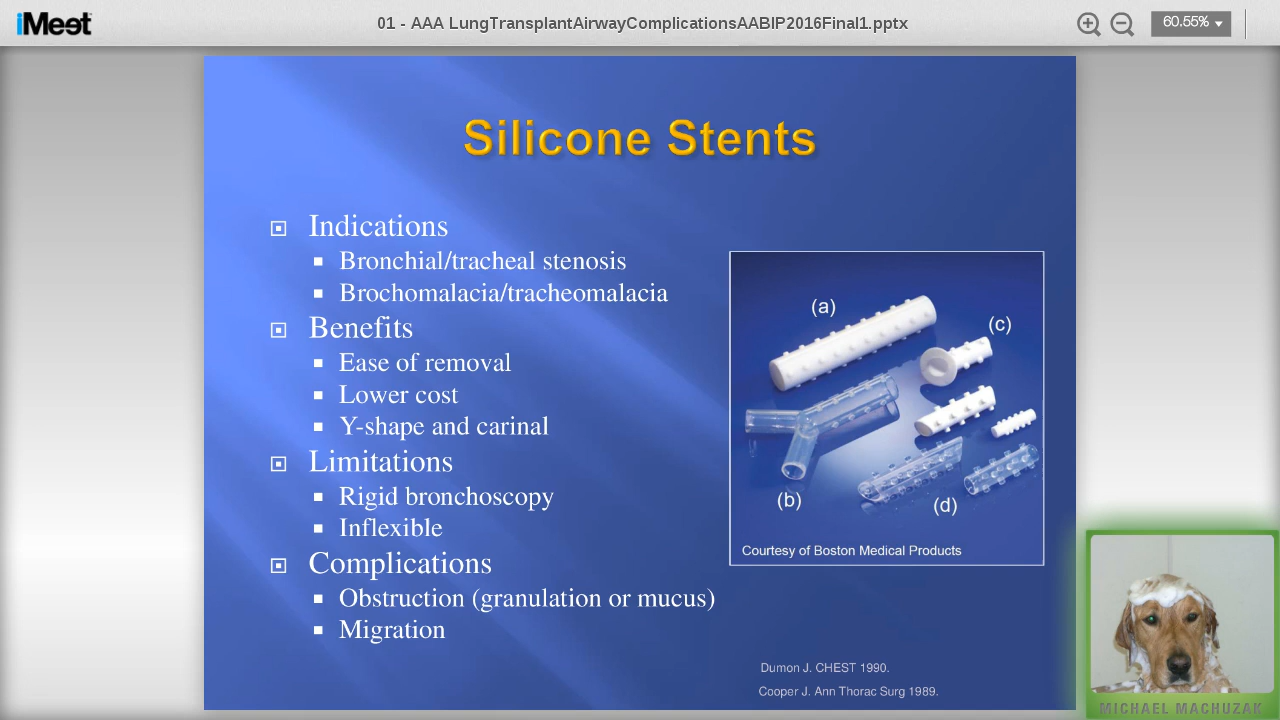 iMeet
01 - AAA LungTransplantAirwayComplicationsAABIP2016Final1.pptx
60.55%
Silicone Stents
Indications
Bronchial/tracheal stenosis
Brochomalacia/tracheomalacia
Benefits
Ease of removal
Lower cost
Y-shape and carinal
Limitations
Rigid bronchoscopy
Inflexible
Complications
Obstruction (granulation or mucus)
Migration
(a)
(c)
(b)
(d)
Courtesy of Boston Medical Products
Dumon J. CHEST 1990.
Cooper J. Ann Thorac Surg 1989.
MICHAEL MACHUZAK